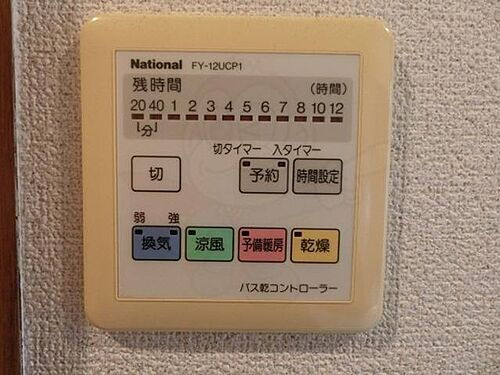 National FY-12UCP1
残時間 (時間)
20 40 1 2 3 4 5 6 7 8 10 12
└分┘
切タイマー 入タイマー
切 予約 時間設定
弱 強
換気 涼風 予備暖房 乾燥
バス乾コントローラー